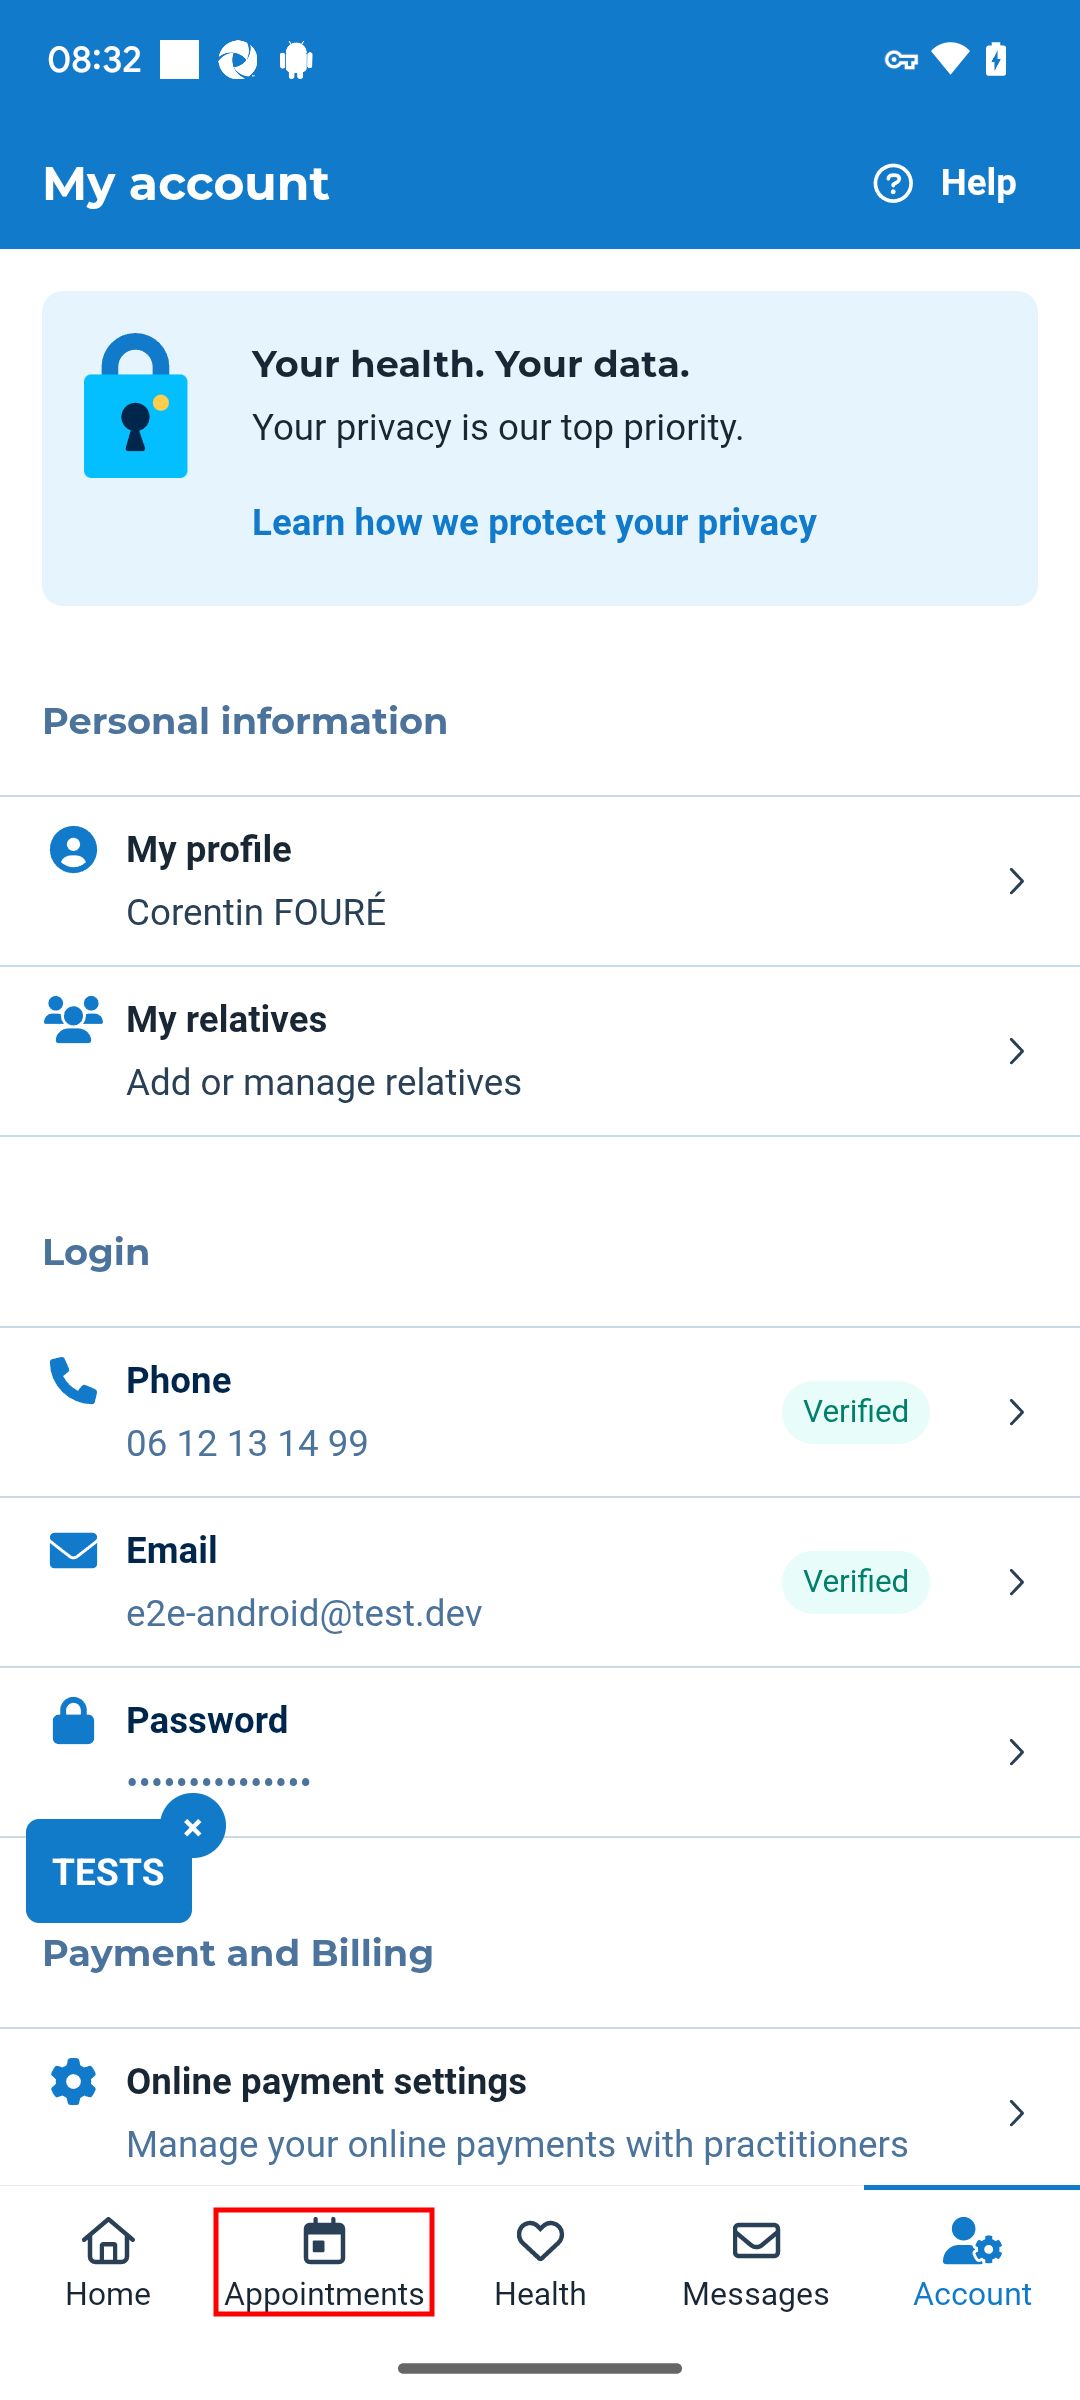 08:32
My account
Help
Your health. Your data.
Your privacy is our top priority.
Learn how we protect your privacy
Personal information
My profile
Corentin FOURÉ
My relatives
Add or manage relatives
Login
Phone
06 12 13 14 99
Verified
Email
e2e-android@test.dev
Verified
Password
•••••••••••••••
×
TESTS
Payment and Billing
Online payment settings
Manage your online payments with practitioners
Home
Appointments
Health
Messages
Account